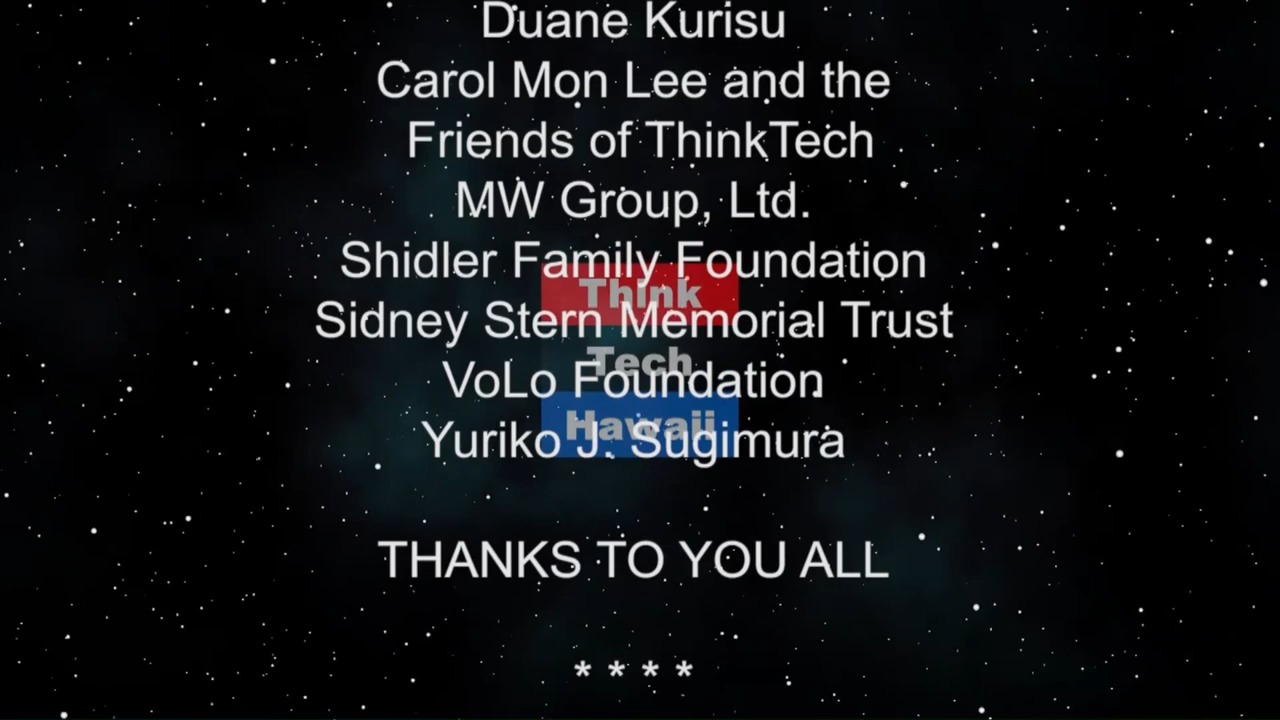 Duane Kurisu
Carol Mon Lee and the
Friends of ThinkTech
MW Group, Ltd.
Shidler Family Foundation
Think
Sidney Stern Memorial Trust
Tech
VoLo Foundation
Hawaii
Yuriko J. Sugimura
THANKS TO YOU ALL
* * * *